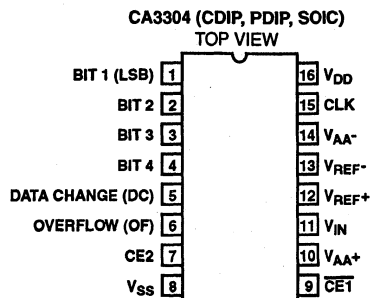 CA3304 (CDIP, PDIP, SOIC)
TOP VIEW
BIT 1 (LSB) 1 16 VDD
BIT 2 2 15 CLK
BIT 3 3 14 VAA-
BIT 4 4 13 VREF-
DATA CHANGE (DC) 5 12 VREF+
OVERFLOW (OF) 6 11 VIN
CE2 7 10 VAA+
VSS 8 9 CE1